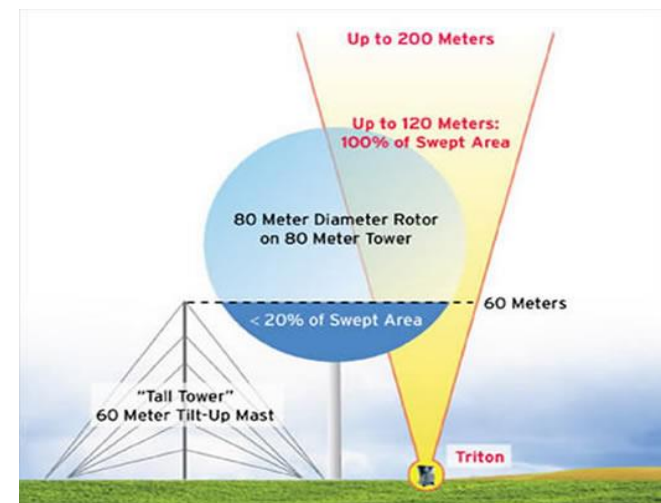 Up to 200 Meters
Up to 120 Meters:
100% of Swept Area
80 Meter Diameter Rotor
on 80 Meter Tower
60 Meters
< 20% of Swept Area
"Tall Tower"
60 Meter Tilt-Up Mast
Triton